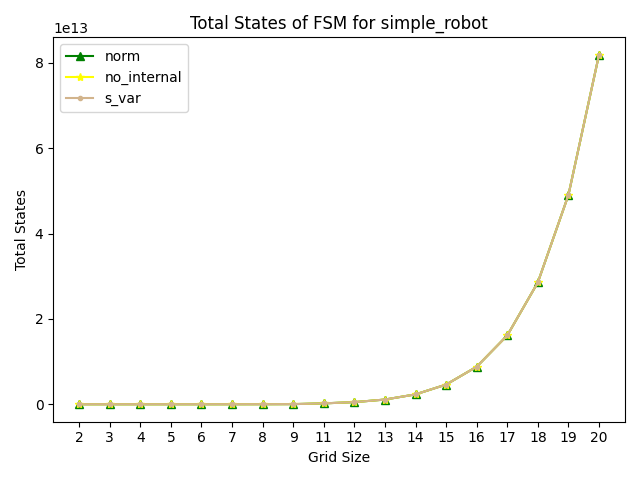 Total States of FSM for simple_robot
1e13
norm
no_internal
s_var
8
6
4
2
0
Total States
2 3 4 5 6 7 8 9 11 12 13 14 15 16 17 18 19 20
Grid Size